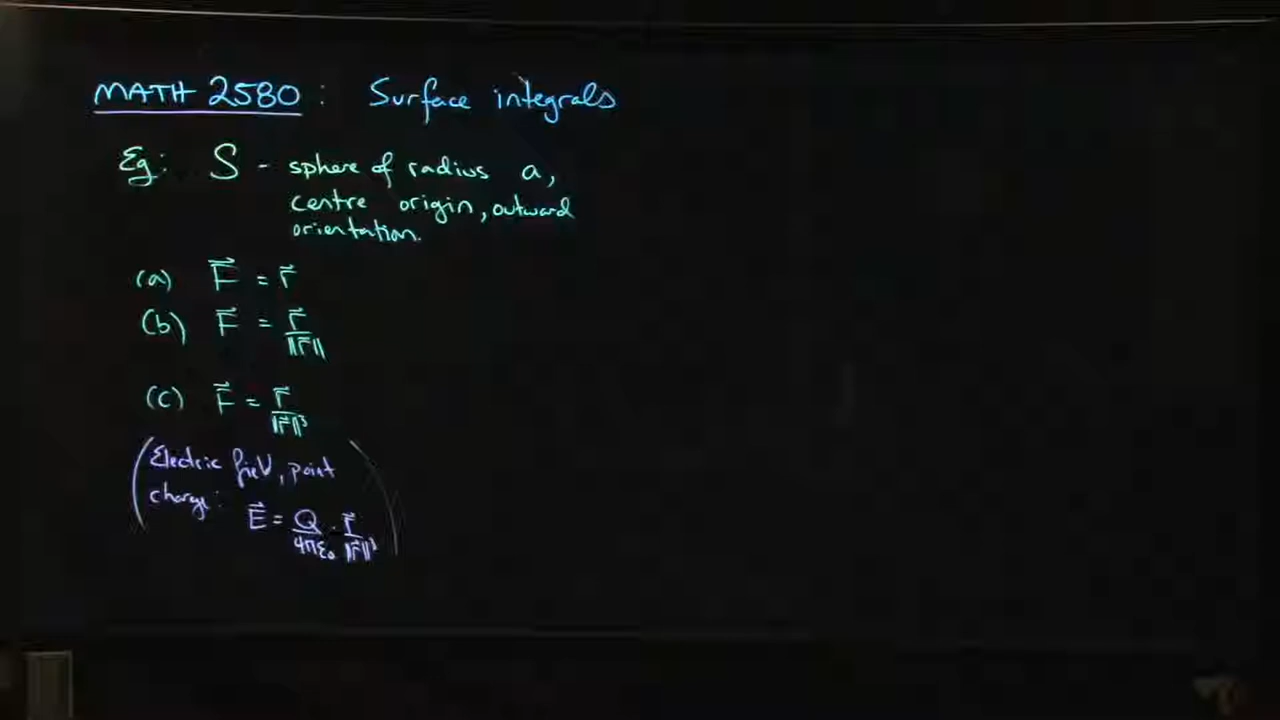 MATH 2580 : Surface integrals
Eg: S - sphere of radius a,
centre origin, outward
orientation.
(a) F⃗ = r⃗
(b) F⃗ = r⃗/‖r⃗‖
(c) F⃗ = r⃗/‖r⃗‖³
(Electric field, point
charge: E⃗ = Q/4πε₀ · r⃗/‖r⃗‖³)